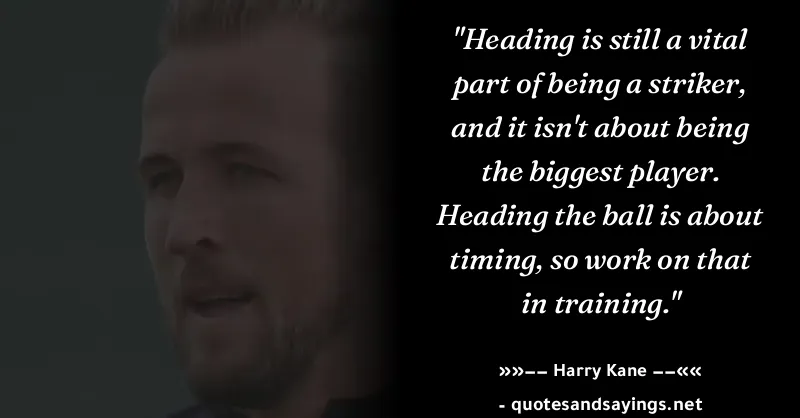 "Heading is still a vital
part of being a striker,
and it isn't about being
the biggest player.
Heading the ball is about
timing, so work on that
in training."
»»−− Harry Kane −−««
- quotesandsayings.net